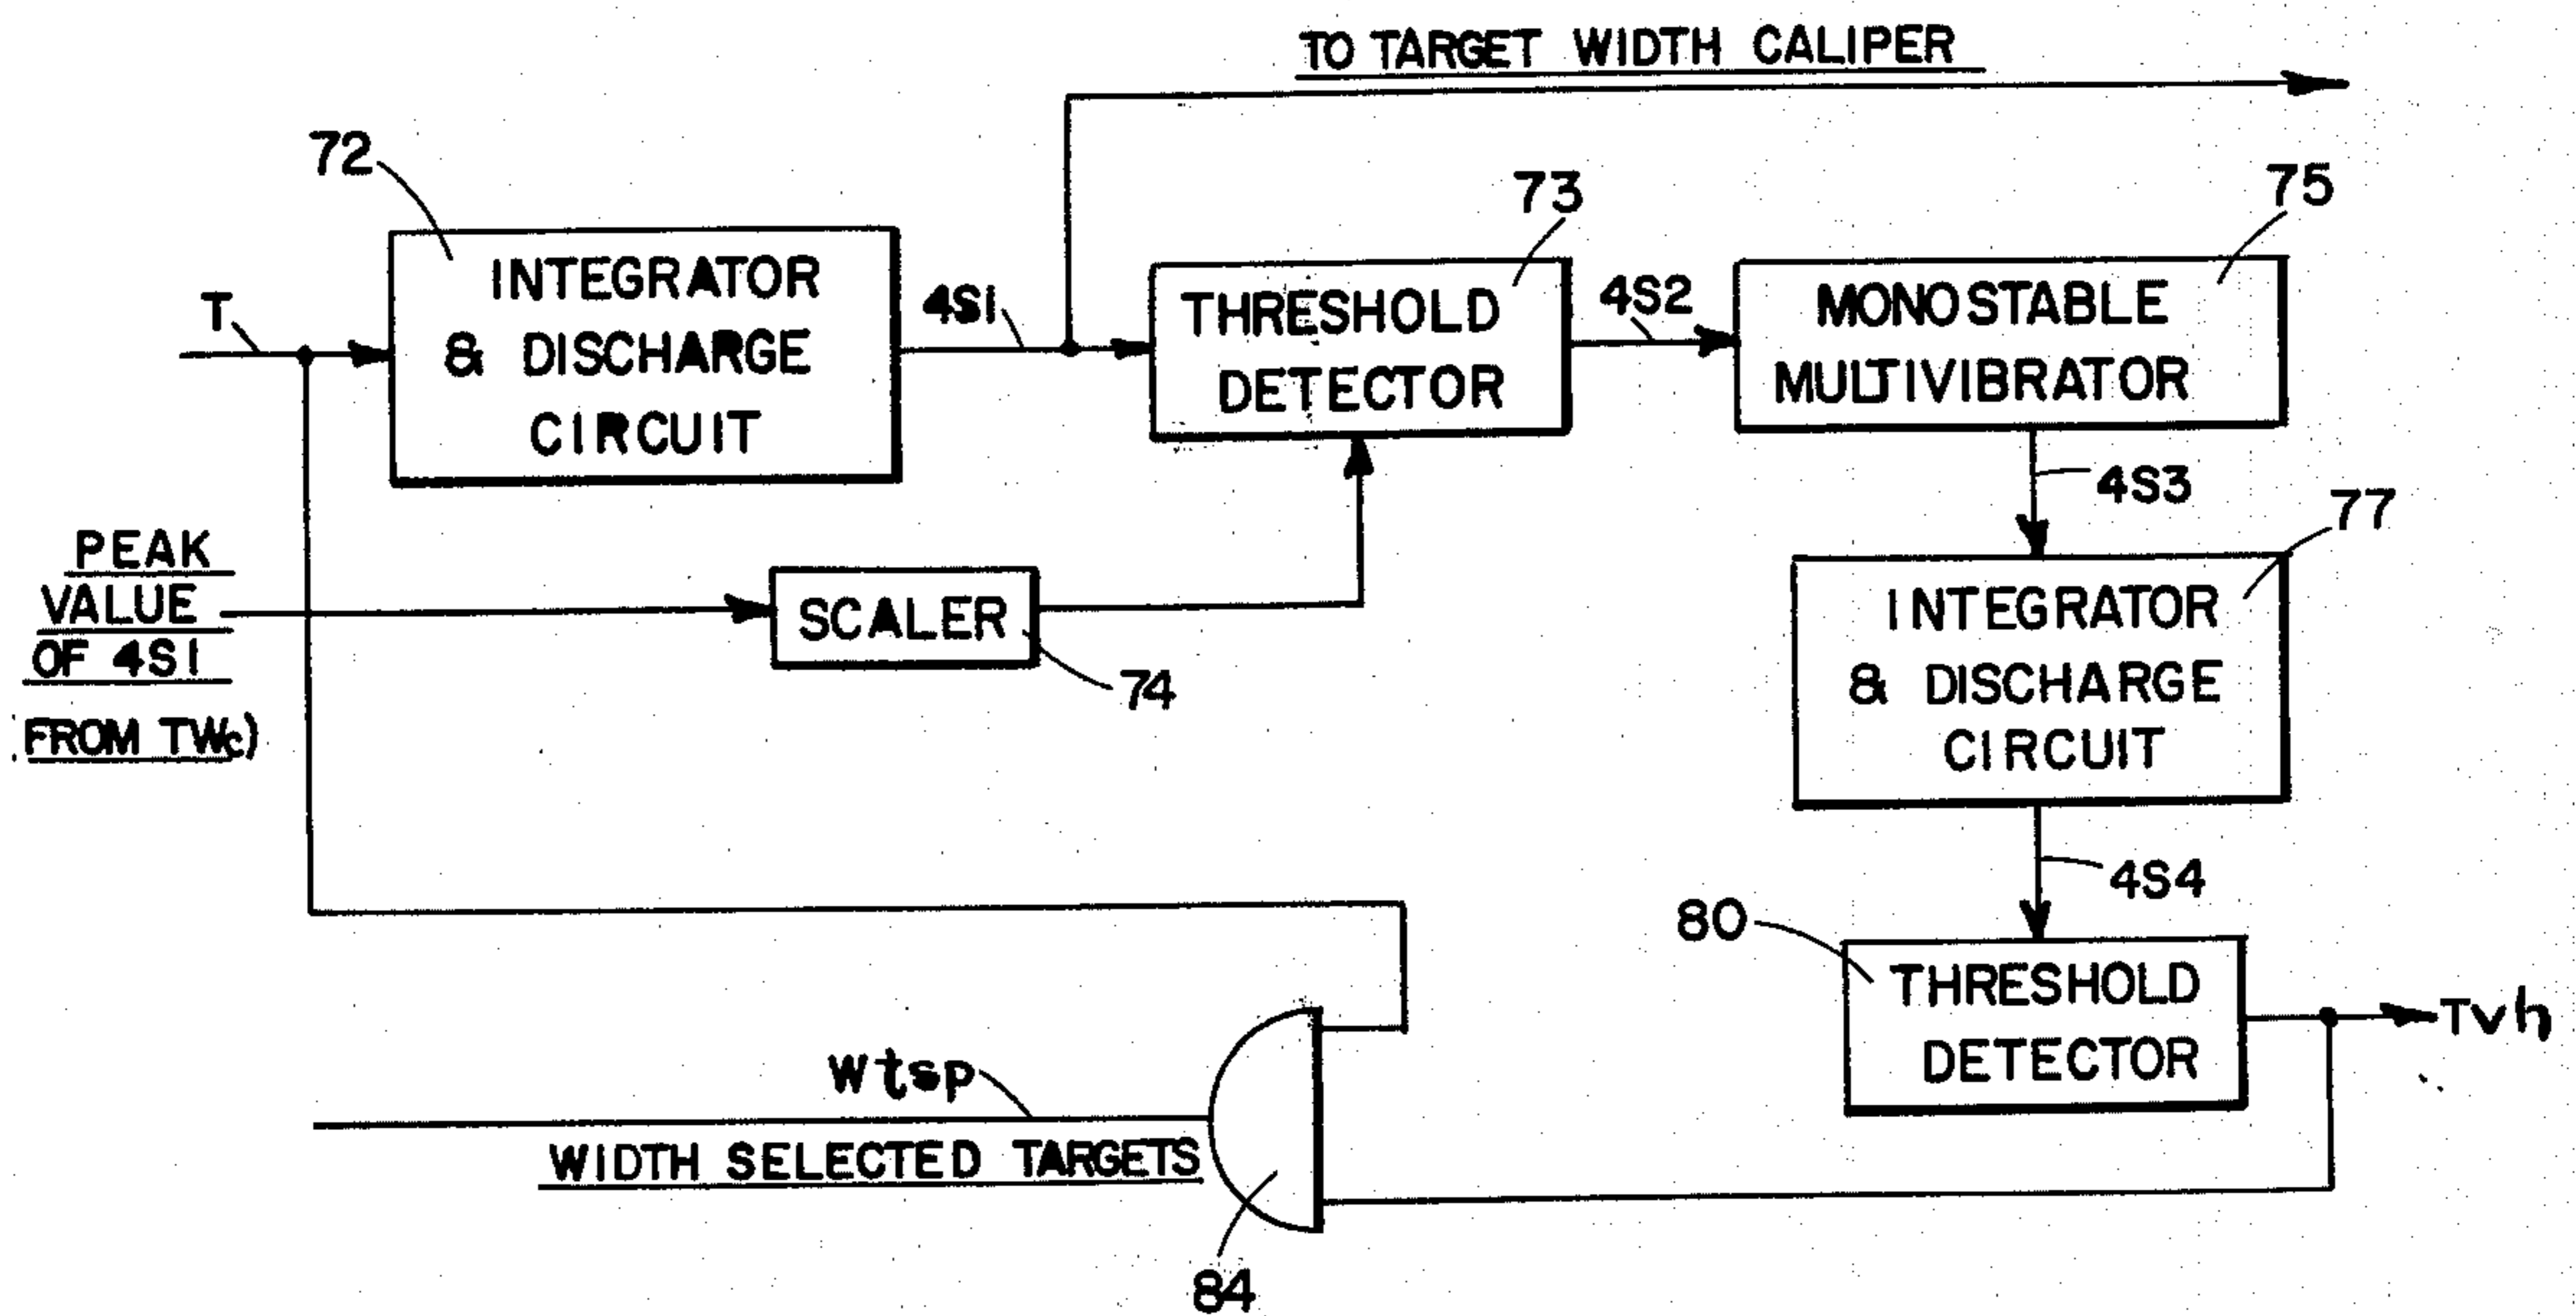 TO TARGET WIDTH CALIPER
72
INTEGRATOR
& DISCHARGE
CIRCUIT
T
4S1
73
THRESHOLD
DETECTOR
4S2
75
MONOSTABLE
MULTIVIBRATOR
4S3
77
INTEGRATOR
& DISCHARGE
CIRCUIT
PEAK
VALUE
OF 4S1
FROM TWc)
SCALER
74
4S4
80
THRESHOLD
DETECTOR
Tvh
Wtsp
WIDTH SELECTED TARGETS
84